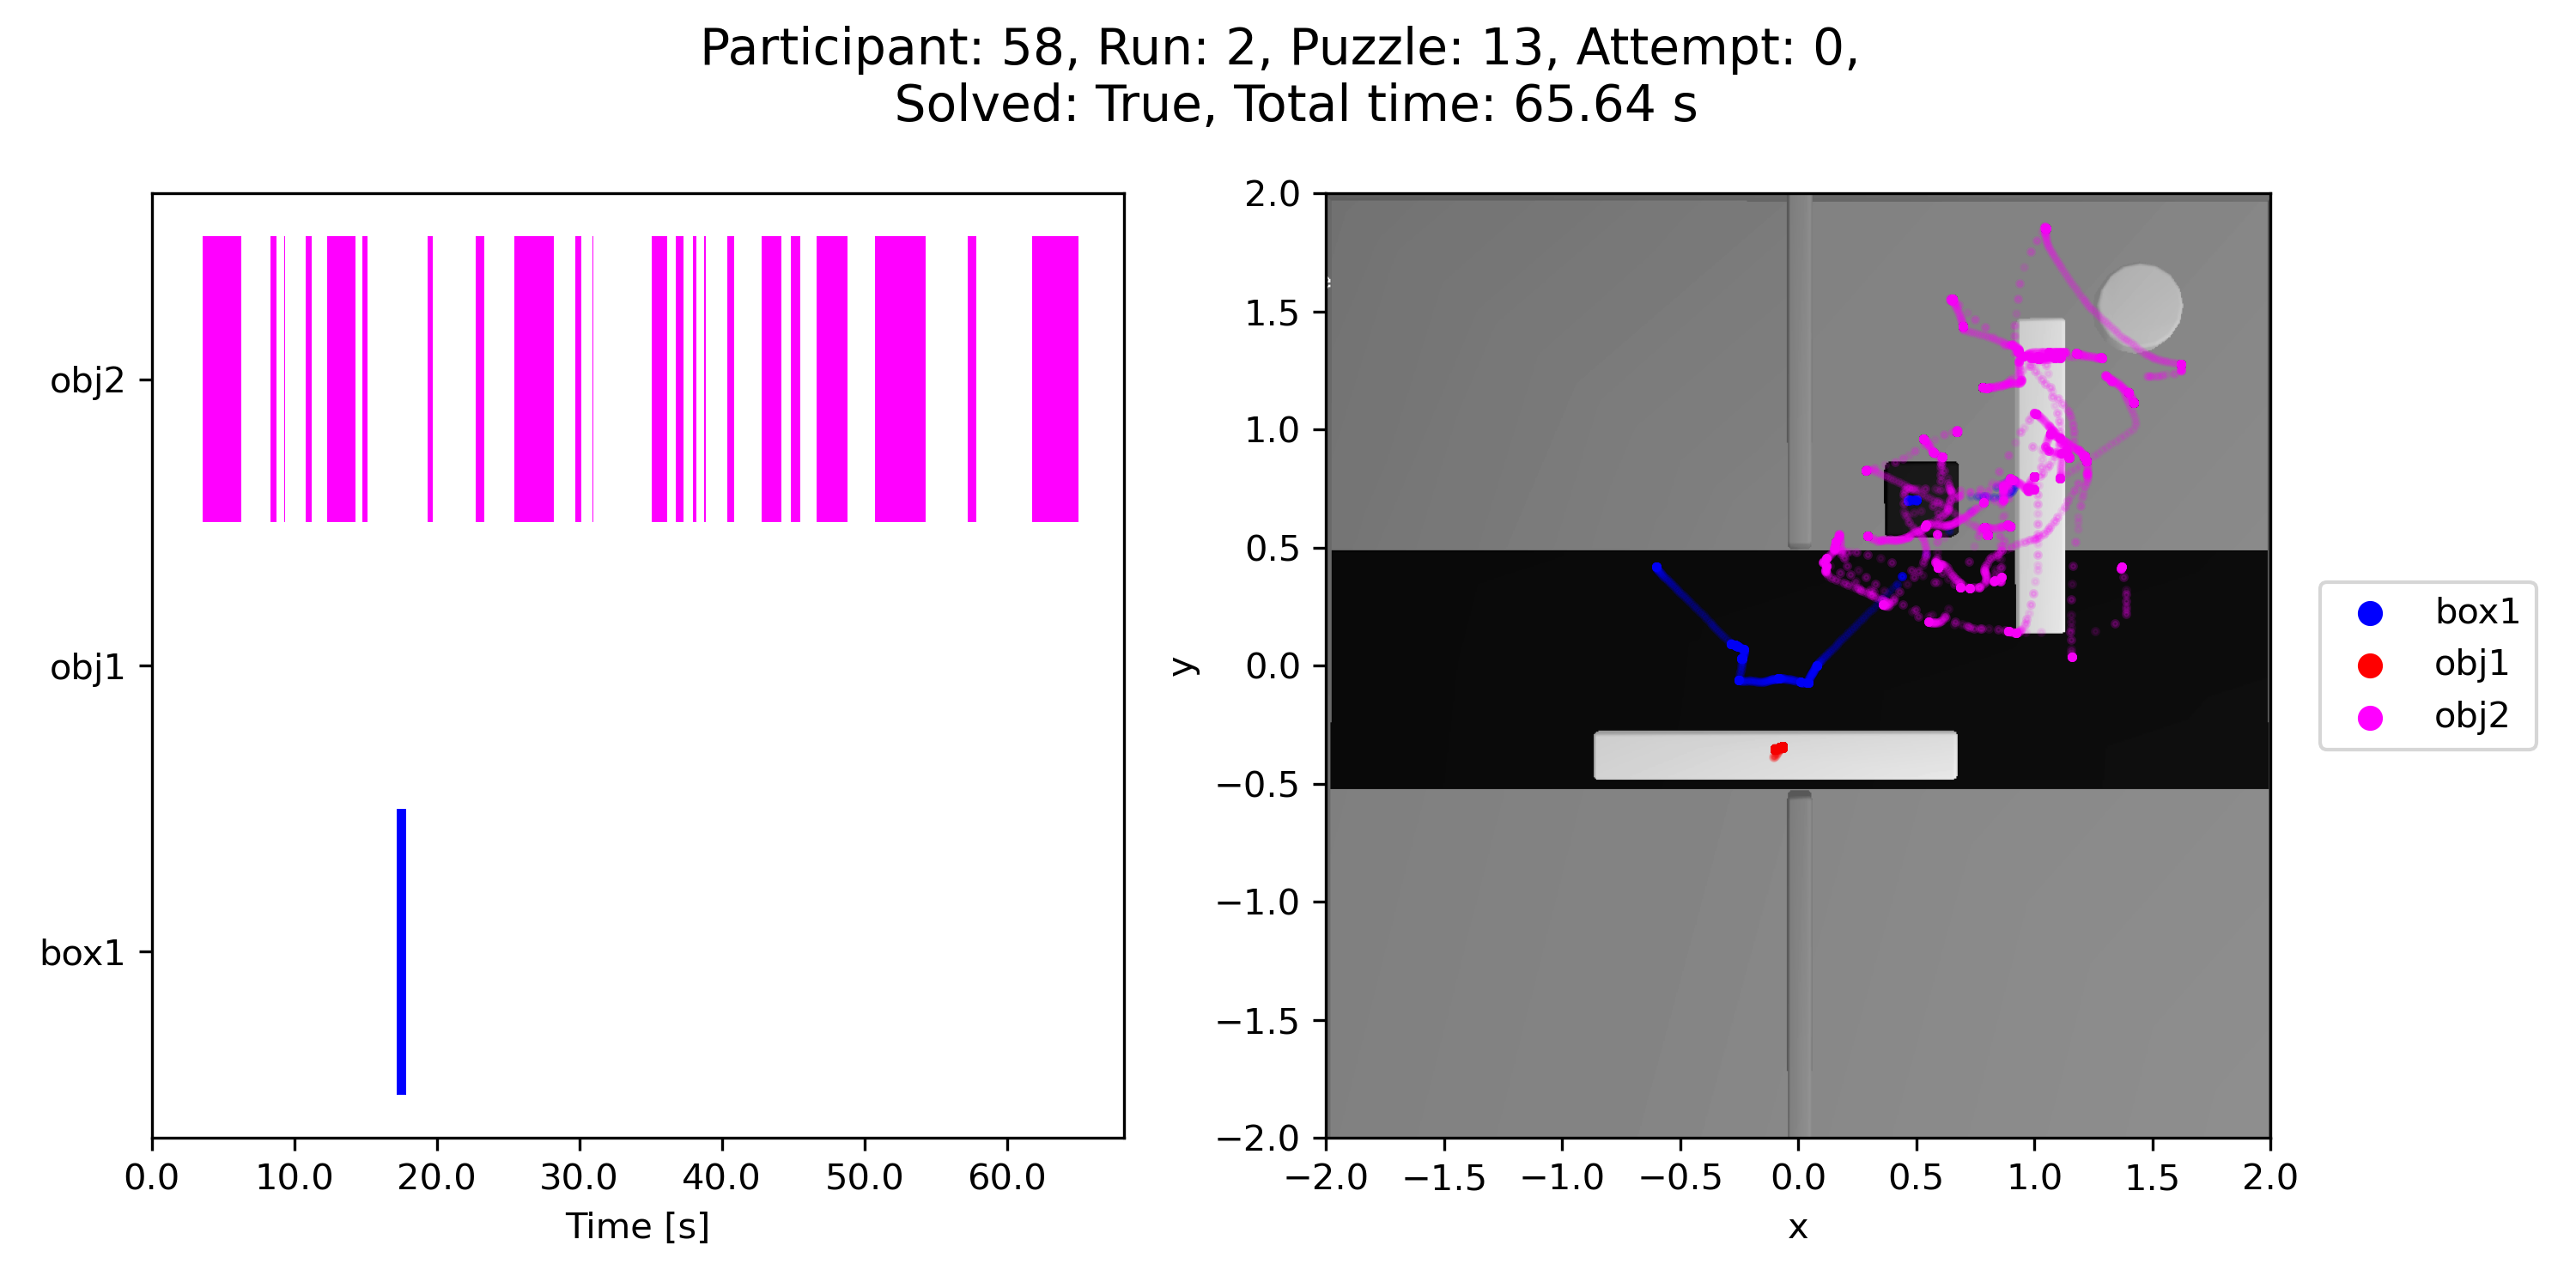 Participant: 58, Run: 2, Puzzle: 13, Attempt: 0,
Solved: True, Total time: 65.64 s
obj2
obj1
box1
0.0 10.0 20.0 30.0 40.0 50.0 60.0
Time [s]
2.0
1.5
1.0
0.5
0.0
−0.5
−1.0
−1.5
−2.0
y
−2.0 −1.5 −1.0 −0.5 0.0 0.5 1.0 1.5 2.0
x
box1
obj1
obj2